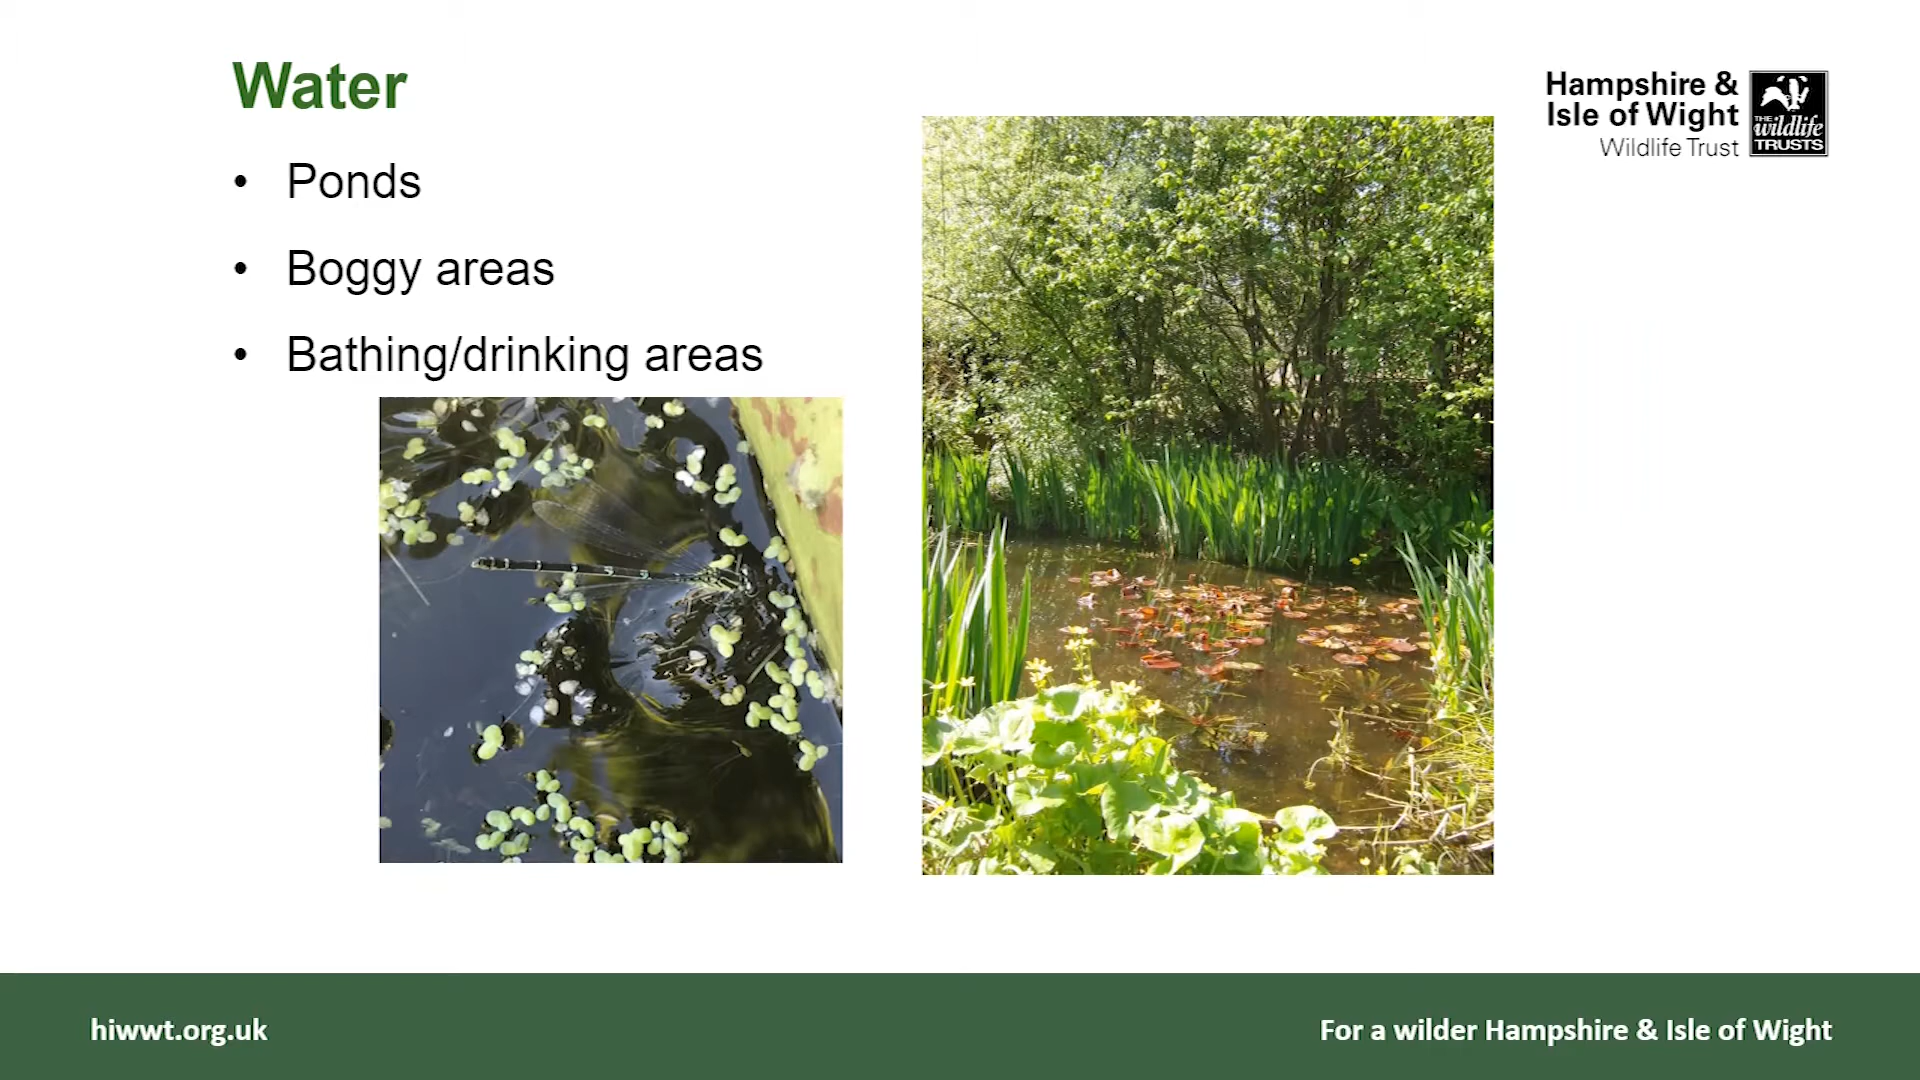 Water
• Ponds
• Boggy areas
• Bathing/drinking areas
Hampshire &
Isle of Wight
Wildlife Trust
THE
wildlife
TRUSTS
hiwwt.org.uk
For a wilder Hampshire & Isle of Wight